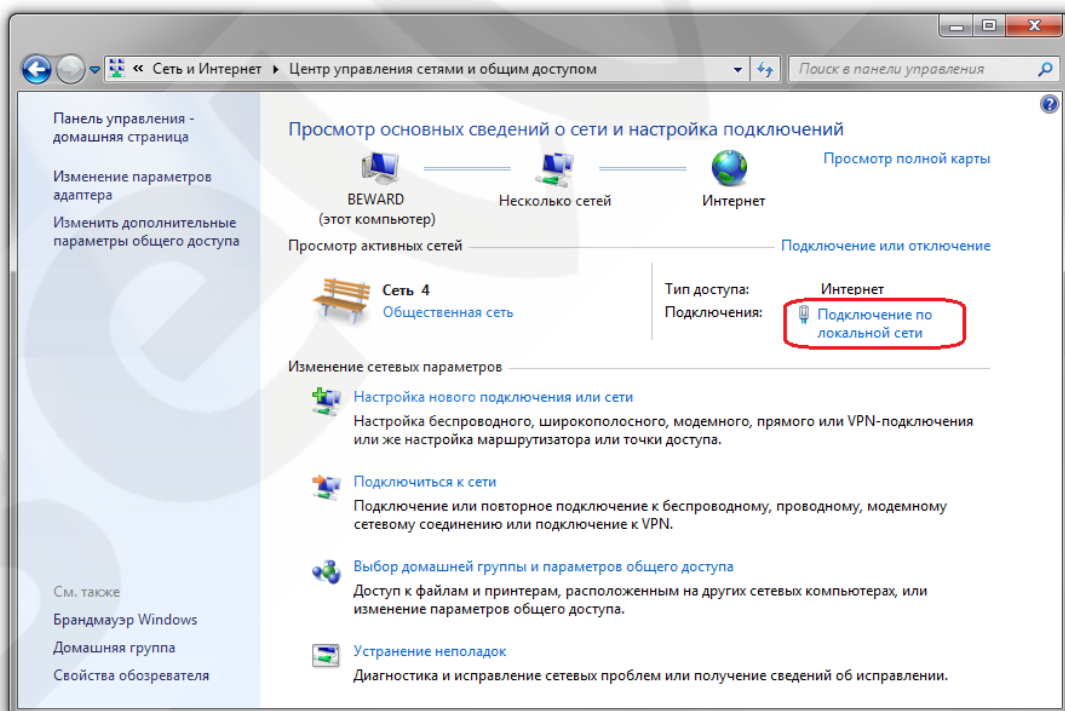 « Сеть и Интернет ▸ Центр управления сетями и общим доступом
Поиск в панели управления
Панель управления -
домашняя страница
Изменение параметров
адаптера
Изменить дополнительные
параметры общего доступа
Просмотр основных сведений о сети и настройка подключений
Просмотр полной карты
BEWARD
(этот компьютер)
Несколько сетей
Интернет
Просмотр активных сетей
Подключение или отключение
Сеть 4
Общественная сеть
Тип доступа: Интернет
Подключения: Подключение по
локальной сети
Изменение сетевых параметров
Настройка нового подключения или сети
Настройка беспроводного, широкополосного, модемного, прямого или VPN-подключения
или же настройка маршрутизатора или точки доступа.
Подключиться к сети
Подключение или повторное подключение к беспроводному, проводному, модемному
сетевому соединению или подключение к VPN.
Выбор домашней группы и параметров общего доступа
Доступ к файлам и принтерам, расположенным на других сетевых компьютерах, или
изменение параметров общего доступа.
Устранение неполадок
Диагностика и исправление сетевых проблем или получение сведений об исправлении.
См. также
Брандмауэр Windows
Домашняя группа
Свойства обозревателя